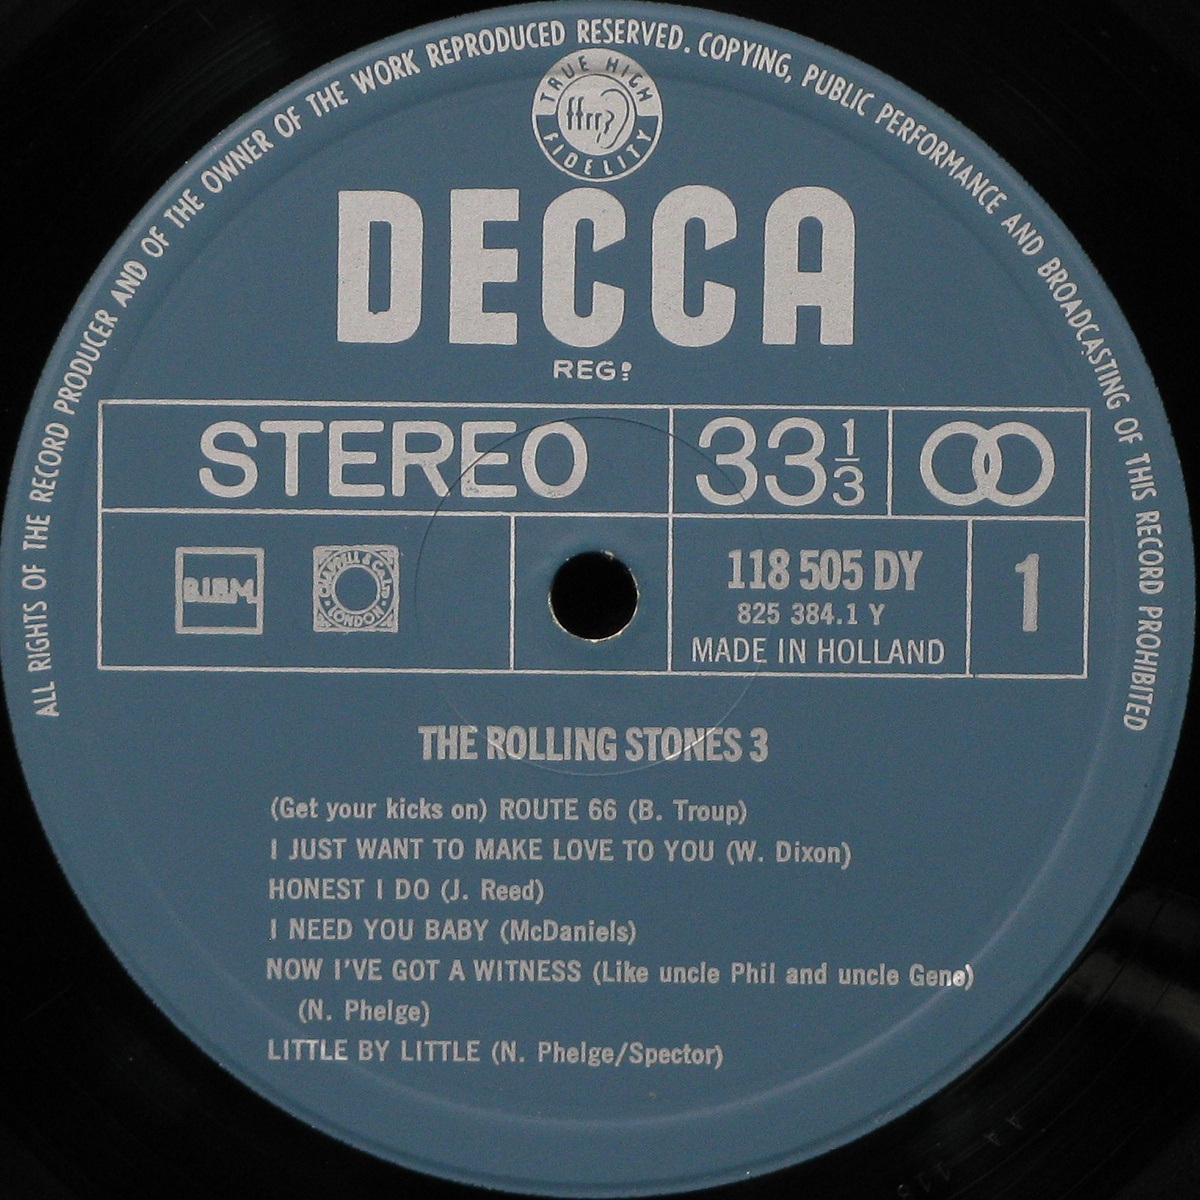 ALL RIGHTS OF THE RECORD PRODUCER AND OF THE OWNER OF THE WORK REPRODUCED RESERVED. COPYING, PUBLIC PERFORMANCE AND BROADCASTING OF THIS RECORD PROHIBITED
TRUE HIGH
ffrr
FIDELITY
DECCA
REGD
STEREO 33 1/3
BIEM
CHAPPELL & Co. Ltd
LONDON
118 505 DY
825 384.1 Y
MADE IN HOLLAND
1
THE ROLLING STONES 3
(Get your kicks on) ROUTE 66 (B. Troup)
I JUST WANT TO MAKE LOVE TO YOU (W. Dixon)
HONEST I DO (J. Reed)
I NEED YOU BABY (McDaniels)
NOW I'VE GOT A WITNESS (Like uncle Phil and uncle Gene)
(N. Phelge)
LITTLE BY LITTLE (N. Phelge/Spector)